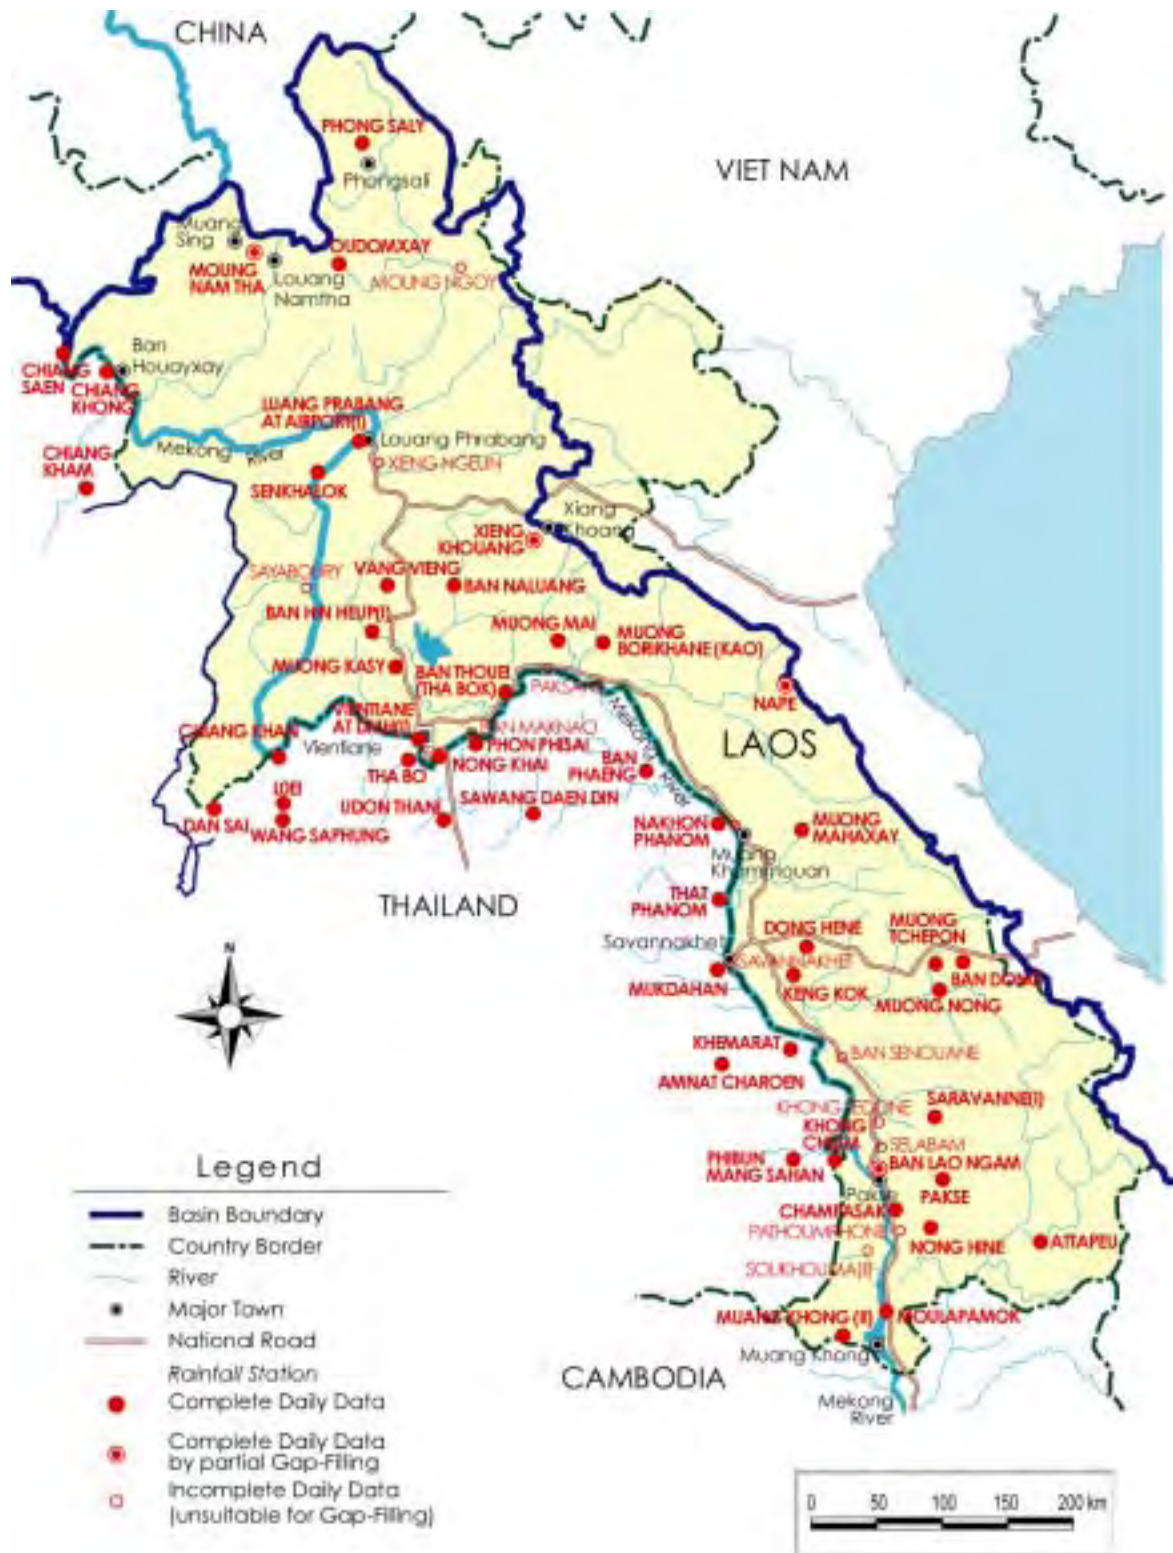 CHINA
PHONG SALY
VIET NAM
Phongsali
Muang
Sing
OUDOMXAY
MOUNG
NAM THA
Louang
Namtha
MOUNG NGOY
Ban
Houayxay
CHIANG
SAEN
CHIANG
KHONG
LUANG PRABANG
AT AIRPORT(I)
Louang Phrabang
Mekong River
CHIANG
KHAM
XIENG-NGEUN
SENKHALOK
Xiang
Khoang
XIENG
KHOUANG
SAYABOURY
VANG VIENG
BAN NALUANG
BAN HIN HEUP(I)
MUONG MAI
MUONG
BORIKHANE (KAO)
MUONG KASY
BAN THOUEI
(THA BOK)
PAKSANE
NAPE
Mekong River
VIENTIANE
CHIANG KHAN
Vientiane
BAN MAKNAO
PHON PHISAI
LAOS
NONG KHAI
THA BO
BAN
PHAENG
LOEI
UDON THANI
SAWANG DAEN DIN
DAN SAI
WANG SAPHUNG
NAKHON
PHANOM
MUONG
MAHAXAY
Muang
Khammouan
THAILAND
THAT
PHANOM
DONG HENE
MUONG
TCHEPON
Savannakhet
SAVANNAKHET
N
MUKDAHAN
KENG KOK
BAN DONG
MUONG NONG
KHEMARAT
BAN SENOUANE
AMNAT CHAROEN
KHONG SEDONE
SARAVANNE(I)
KHONG
CHIAM
SELABAM
PHIBUN
MANG SAHAN
BAN LAO NGAM
Pakse
PAKSE
CHAMPASAK
PATHOUMPHONE
NONG HINE
ATTAPEU
SOUKHOUMA(II)
MUANG KHONG (II)
MOULAPAMOK
Muang Khong
CAMBODIA
Mekong
River
Legend
Basin Boundary
Country Border
River
Major Town
National Road
Rainfall Station
Complete Daily Data
Complete Daily Data
by partial Gap-Filling
Incomplete Daily Data
(unsuitable for Gap-Filling)
0 50 100 150 200 km